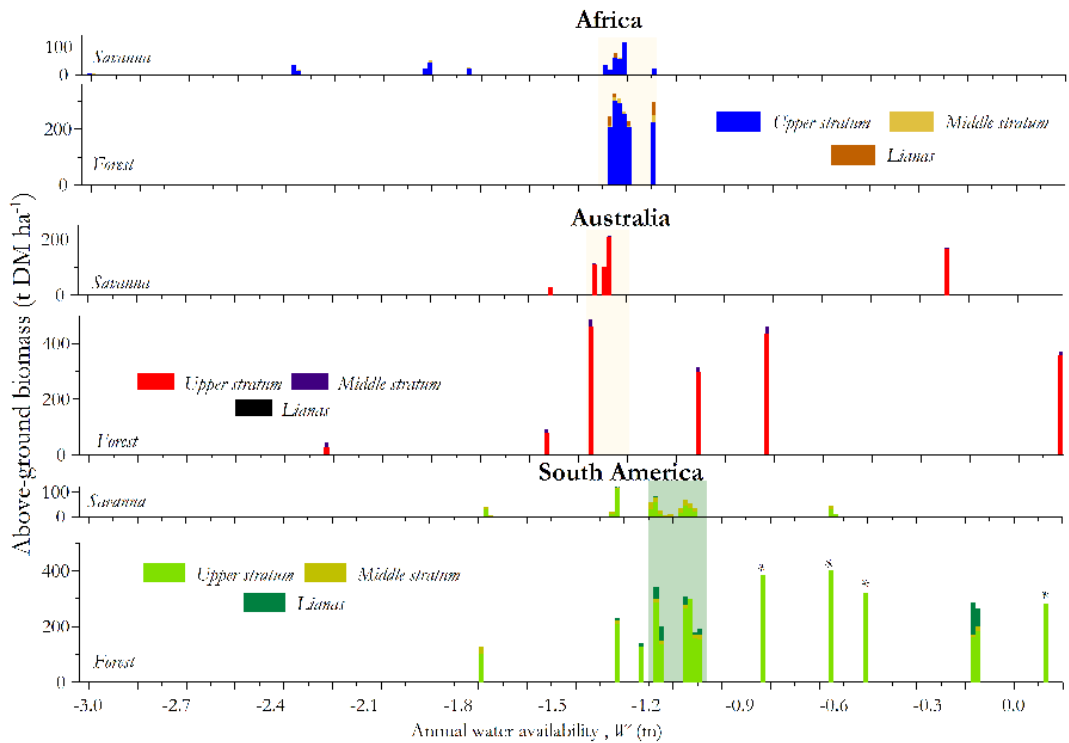 Africa
100
Savanna
0
200
Upper stratum
Middle stratum
Lianas
Forest
0
Australia
200
Savanna
0
400
Upper stratum
Middle stratum
200
Lianas
Forest
0
South America
100
Savanna
0
400
Upper stratum
Middle stratum
Lianas
200
Forest
0
* * * *
-3.0 -2.7 -2.4 -2.1 -1.8 -1.5 -1.2 -0.9 -0.6 -0.3 0.0
Annual water availability , W (m)
Above-ground biomass (t DM ha⁻¹)